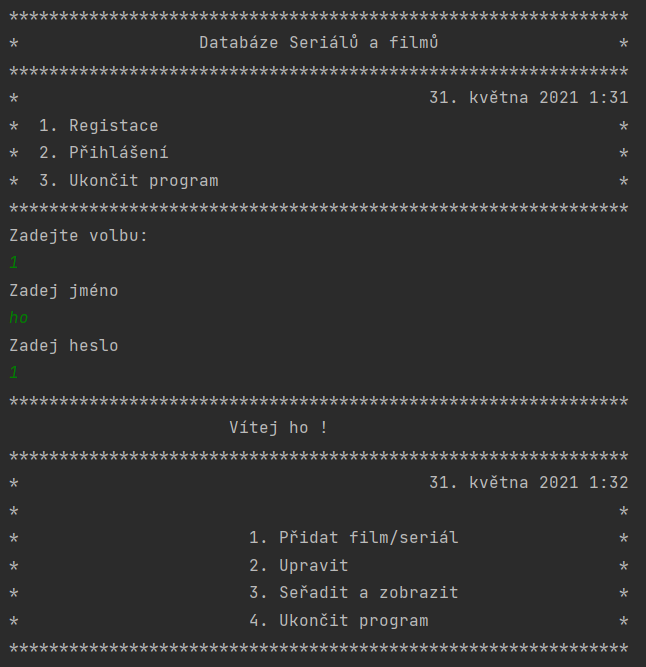 **************************************************************
*                  Databáze Seriálů a filmů                  *
**************************************************************
*                                         31. května 2021 1:31
*  1. Registace                                              *
*  2. Přihlášení                                             *
*  3. Ukončit program                                        *
**************************************************************
Zadejte volbu:
1
Zadej jméno
ho
Zadej heslo
1
**************************************************************
                      Vítej ho !
**************************************************************
*                                         31. května 2021 1:32
*                                                            *
*                       1. Přidat film/seriál                *
*                       2. Upravit                           *
*                       3. Seřadit a zobrazit                *
*                       4. Ukončit program                   *
**************************************************************